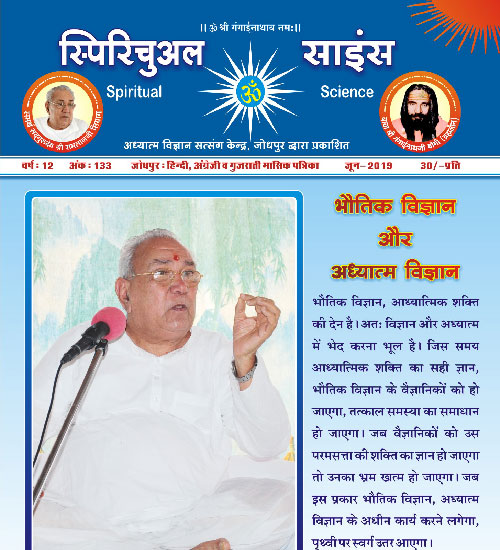 || ॐ श्री गंगाईनाथाय नमः ||
स्पिरिचुअल साइंस
Spiritual ॐ Science
अध्यात्म विज्ञान सत्संग केन्द्र, जोधपुर द्वारा प्रकाशित
वर्ष : 12 अंक : 133 जोधपुर : हिन्दी, अंग्रेजी व गुजराती मासिक पत्रिका जून-2019 30/-प्रति
भौतिक विज्ञान
और
अध्यात्म विज्ञान
भौतिक विज्ञान, आध्यात्मिक शक्ति
की देन है। अतः विज्ञान और अध्यात्म
में भेद करना भूल है। जिस समय
आध्यात्मिक शक्ति का सही ज्ञान,
भौतिक विज्ञान के वैज्ञानिकों को हो
जाएगा, तत्काल समस्या का समाधान
हो जाएगा। जब वैज्ञानिकों को उस
परमसत्ता की शक्ति का ज्ञान हो जाएगा
तो उनका भ्रम खत्म हो जाएगा। जब
इस प्रकार भौतिक विज्ञान, अध्यात्म
विज्ञान के अधीन कार्य करने लगेगा,
पृथ्वी पर स्वर्ग उतर आएगा।